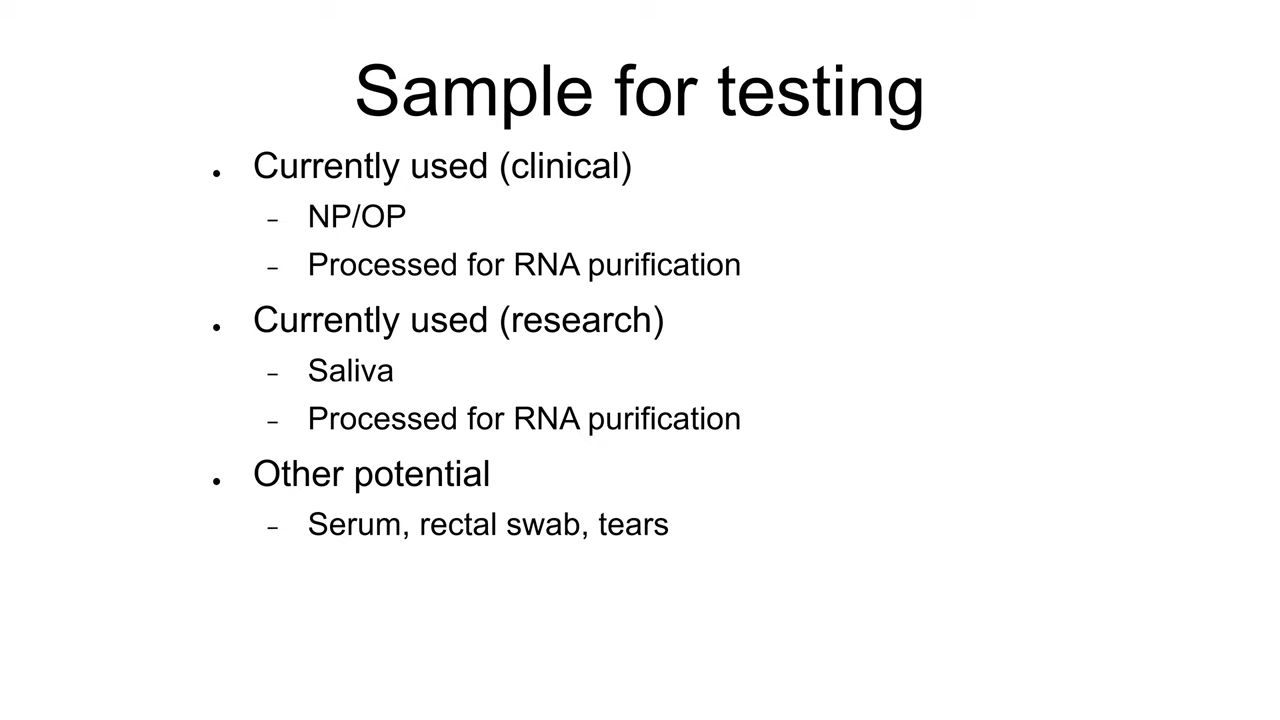 Sample for testing
● Currently used (clinical)
– NP/OP
– Processed for RNA purification
● Currently used (research)
– Saliva
– Processed for RNA purification
● Other potential
– Serum, rectal swab, tears